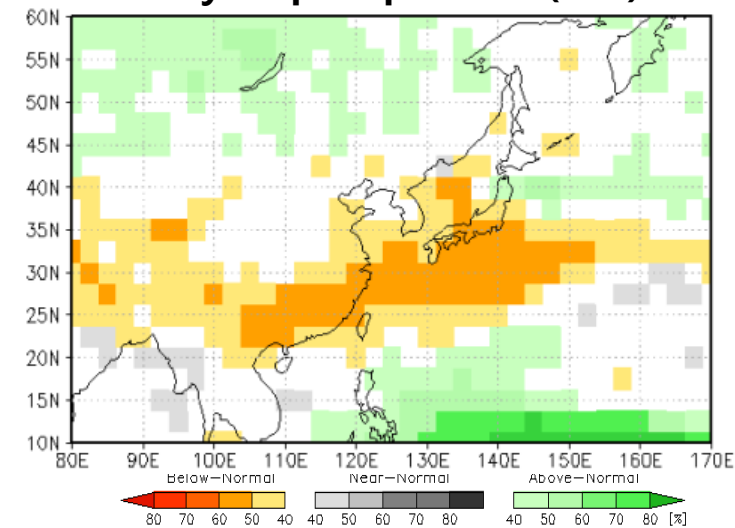 60N
55N
50N
45N
40N
35N
30N
25N
20N
15N
10N
80E 90E 100E 110E 120E 130E 140E 150E 160E 170E
Below-Normal Near-Normal Above-Normal
80 70 60 50 40 40 50 60 70 80 40 50 60 70 80 [%]